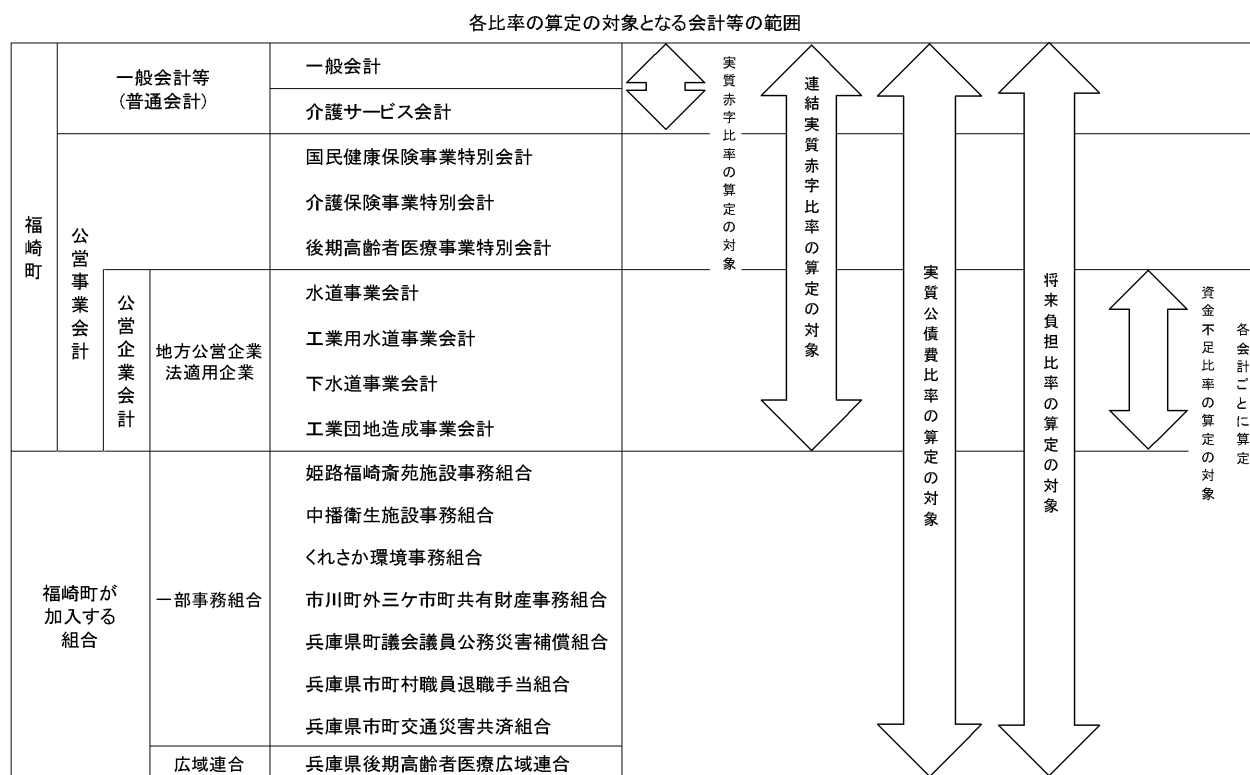 各比率の算定の対象となる会計等の範囲
福崎町
一般会計等
(普通会計)
一般会計
介護サービス会計
公営事業会計
国民健康保険事業特別会計
介護保険事業特別会計
後期高齢者医療事業特別会計
公営企業会計
地方公営企業
法適用企業
水道事業会計
工業用水道事業会計
下水道事業会計
工業団地造成事業会計
福崎町が
加入する
組合
一部事務組合
姫路福崎斎苑施設事務組合
中播衛生施設事務組合
くれさか環境事務組合
市川町外三ケ市町共有財産事務組合
兵庫県町議会議員公務災害補償組合
兵庫県市町村職員退職手当組合
兵庫県市町交通災害共済組合
広域連合
兵庫県後期高齢者医療広域連合
実質赤字比率の算定の対象
連結実質赤字比率の算定の対象
実質公債費比率の算定の対象
将来負担比率の算定の対象
各会計ごとに算定
資金不足比率の算定の対象